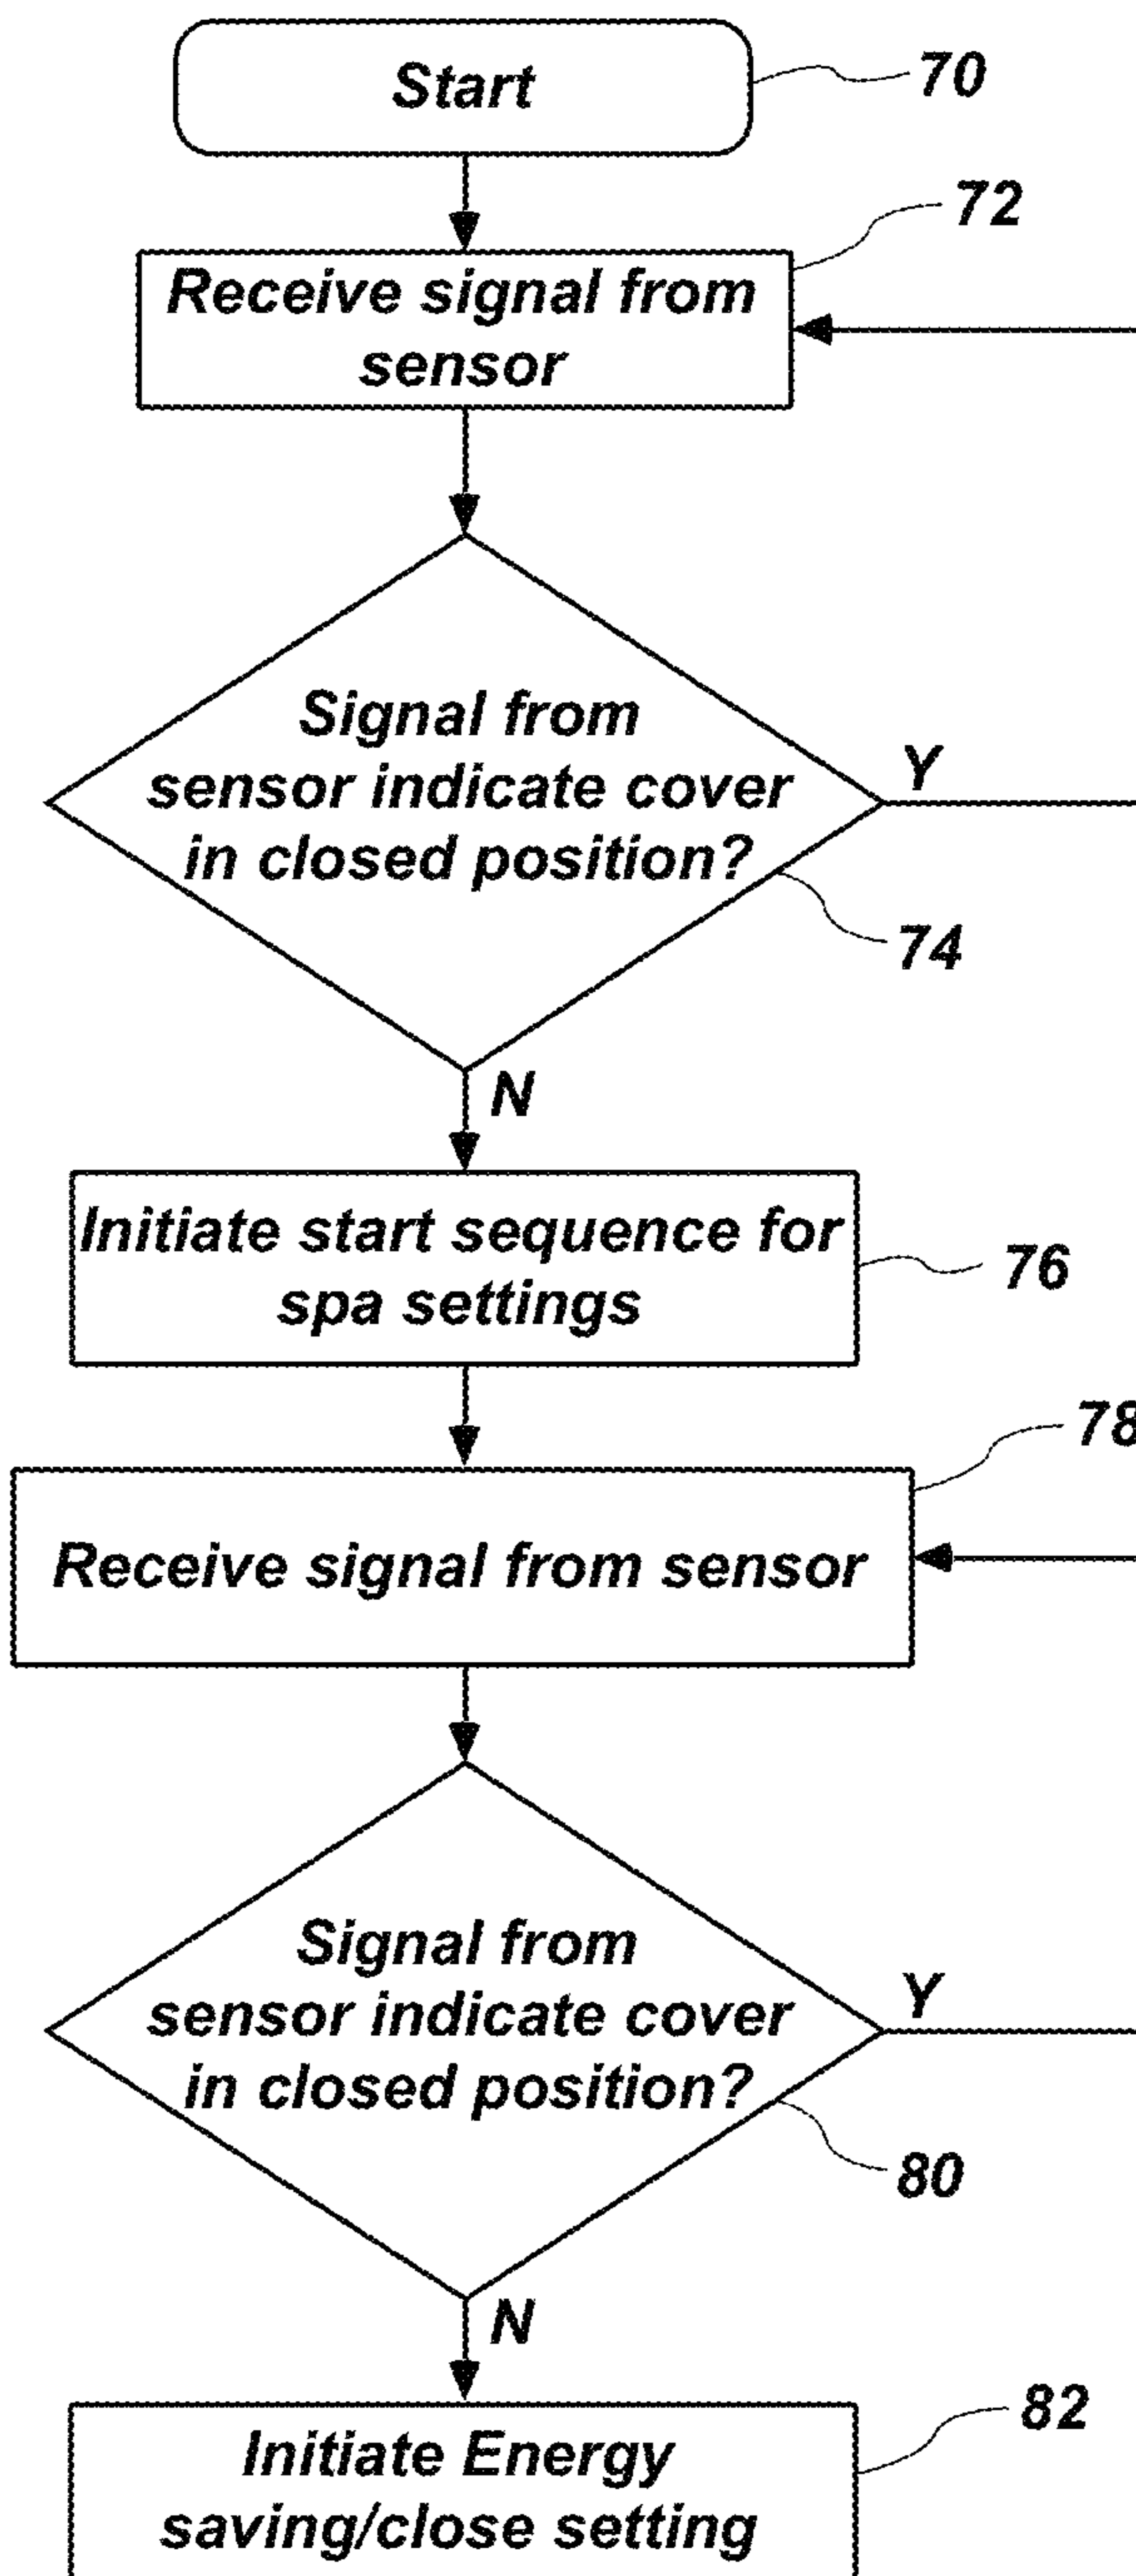 Start
70
72
Receive signal from
sensor
Signal from
sensor indicate cover
in closed position?
Y
74
N
Initiate start sequence for
spa settings
76
78
Receive signal from sensor
Signal from
sensor indicate cover
in closed position?
Y
80
N
82
Initiate Energy
saving/close setting